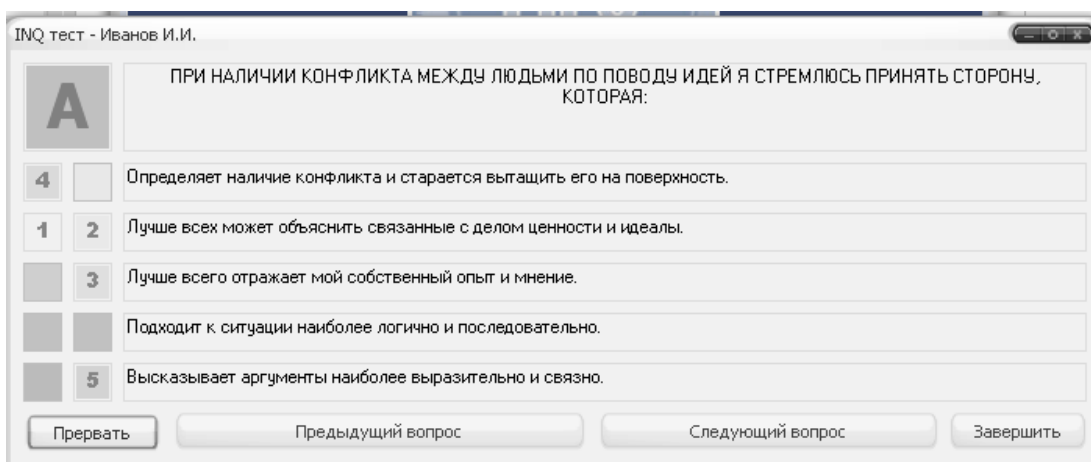 INQ тест - Иванов И.И.
A
ПРИ НАЛИЧИИ КОНФЛИКТА МЕЖДУ ЛЮДЬМИ ПО ПОВОДУ ИДЕЙ Я СТРЕМЛЮСЬ ПРИНЯТЬ СТОРОНУ,
КОТОРАЯ:
4 Определяет наличие конфликта и старается вытащить его на поверхность.
1 2 Лучше всех может объяснить связанные с делом ценности и идеалы.
3 Лучше всего отражает мой собственный опыт и мнение.
Подходит к ситуации наиболее логично и последовательно.
5 Высказывает аргументы наиболее выразительно и связно.
Прервать Предыдущий вопрос Следующий вопрос Завершить